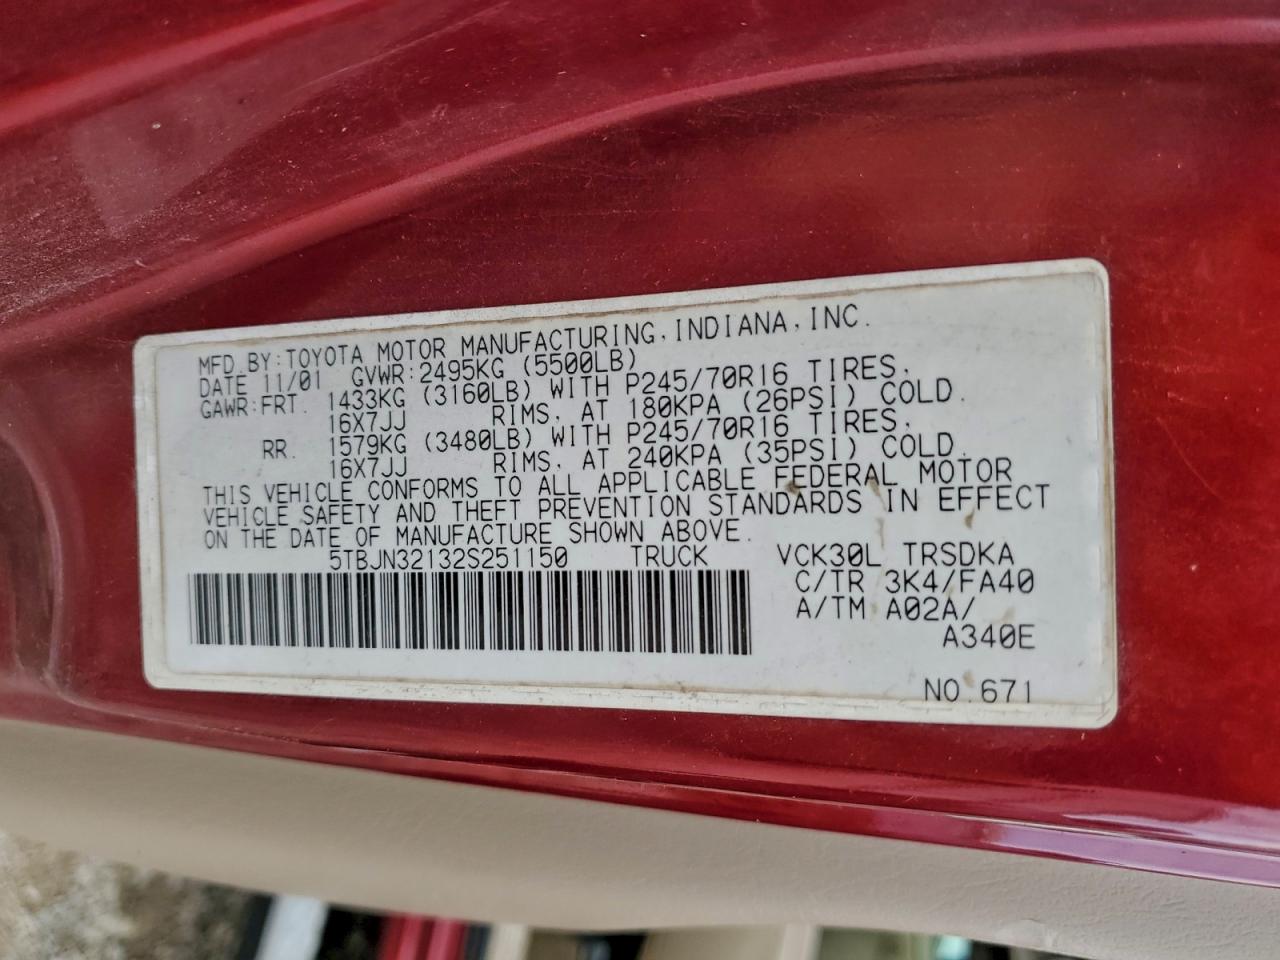 MFD.BY:TOYOTA MOTOR MANUFACTURING,INDIANA,INC.
DATE 11/01 GVWR:2495KG (5500LB)
GAWR:FRT. 1433KG (3160LB) WITH P245/70R16 TIRES,
16X7JJ RIMS, AT 180KPA (26PSI) COLD.
RR. 1579KG (3480LB) WITH P245/70R16 TIRES,
16X7JJ RIMS, AT 240KPA (35PSI) COLD.
THIS VEHICLE CONFORMS TO ALL APPLICABLE FEDERAL MOTOR
VEHICLE SAFETY AND THEFT PREVENTION STANDARDS IN EFFECT
ON THE DATE OF MANUFACTURE SHOWN ABOVE.
5TBJN32132S251150 TRUCK VCK30L TRSDKA
C/TR 3K4/FA40
A/TM A02A/
A340E
NO.671